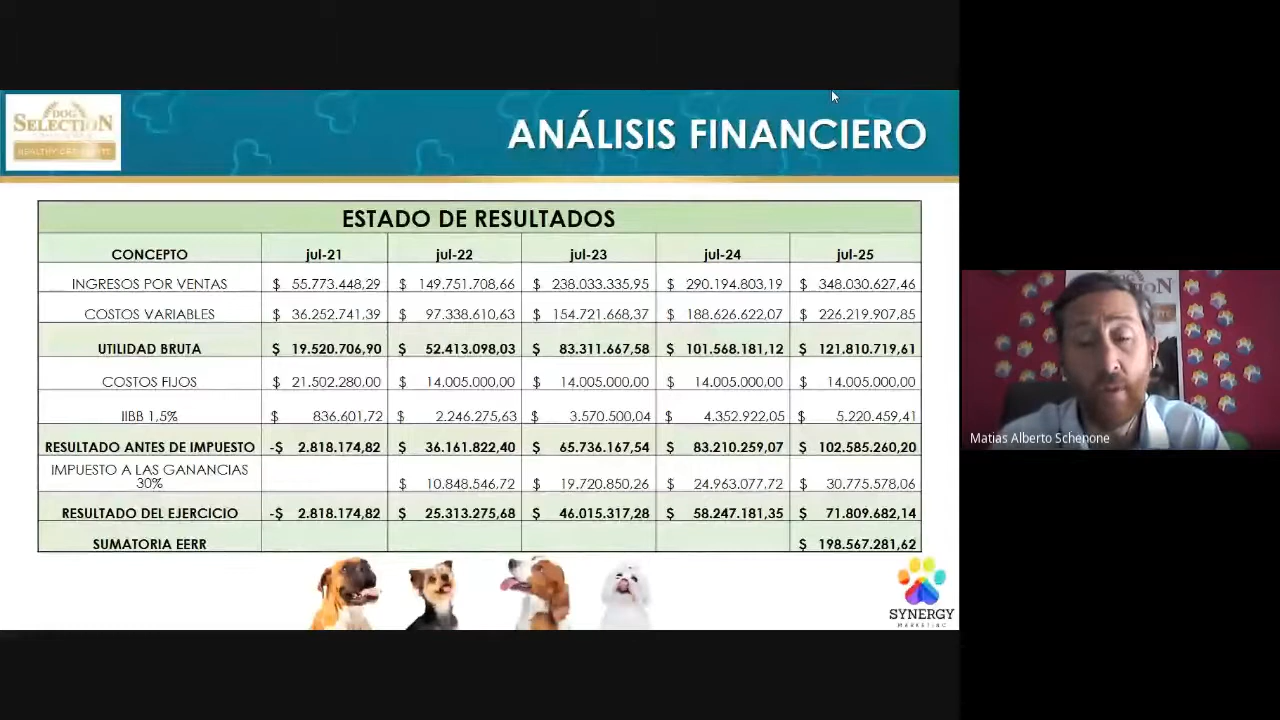 DOG
SELECTION
HEALTHY
ANÁLISIS FINANCIERO
ESTADO DE RESULTADOS
CONCEPTO jul-21 jul-22 jul-23 jul-24 jul-25
INGRESOS POR VENTAS $ 55.773.448,29 $ 149.751.708,66 $ 238.033.335,95 $ 290.194.803,19 $ 348.030.627,46
COSTOS VARIABLES $ 36.252.741,39 $ 97.338.610,63 $ 154.721.668,37 $ 188.626.622,07 $ 226.219.907,85
UTILIDAD BRUTA $ 19.520.706,90 $ 52.413.098,03 $ 83.311.667,58 $ 101.568.181,12 $ 121.810.719,61
COSTOS FIJOS $ 21.502.280,00 $ 14.005.000,00 $ 14.005.000,00 $ 14.005.000,00 $ 14.005.000,00
IIBB 1,5% $ 836.601,72 $ 2.246.275,63 $ 3.570.500,04 $ 4.352.922,05 $ 5.220.459,41
RESULTADO ANTES DE IMPUESTO -$ 2.818.174,82 $ 36.161.822,40 $ 65.736.167,54 $ 83.210.259,07 $ 102.585.260,20
IMPUESTO A LAS GANANCIAS
30% $ 10.848.546,72 $ 19.720.850,26 $ 24.963.077,72 $ 30.775.578,06
RESULTADO DEL EJERCICIO -$ 2.818.174,82 $ 25.313.275,68 $ 46.015.317,28 $ 58.247.181,35 $ 71.809.682,14
SUMATORIA EERR $ 198.567.281,62
SYNERGY
MARKETING
Matias Alberto Schenone